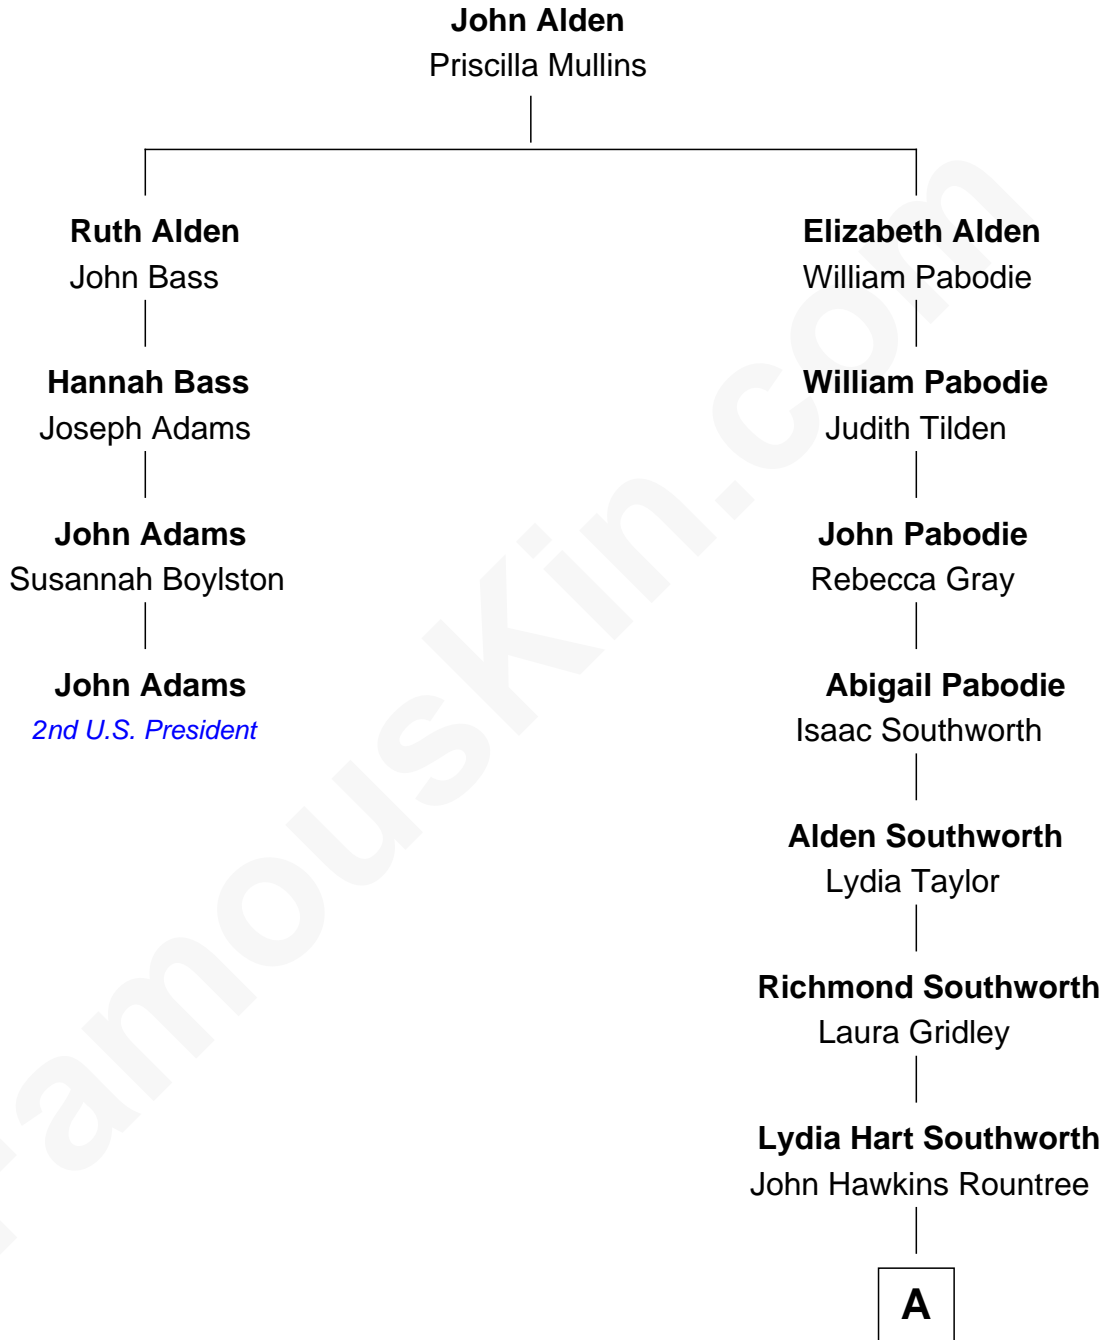 John Alden
Priscilla Mullins
Ruth Alden
John Bass
Elizabeth Alden
William Pabodie
Hannah Bass
Joseph Adams
William Pabodie
Judith Tilden
John Adams
Susannah Boylston
John Pabodie
Rebecca Gray
John Adams
2nd U.S. President
Abigail Pabodie
Isaac Southworth
Alden Southworth
Lydia Taylor
Richmond Southworth
Laura Gridley
Lydia Hart Southworth
John Hawkins Rountree
A
FamousKin.com